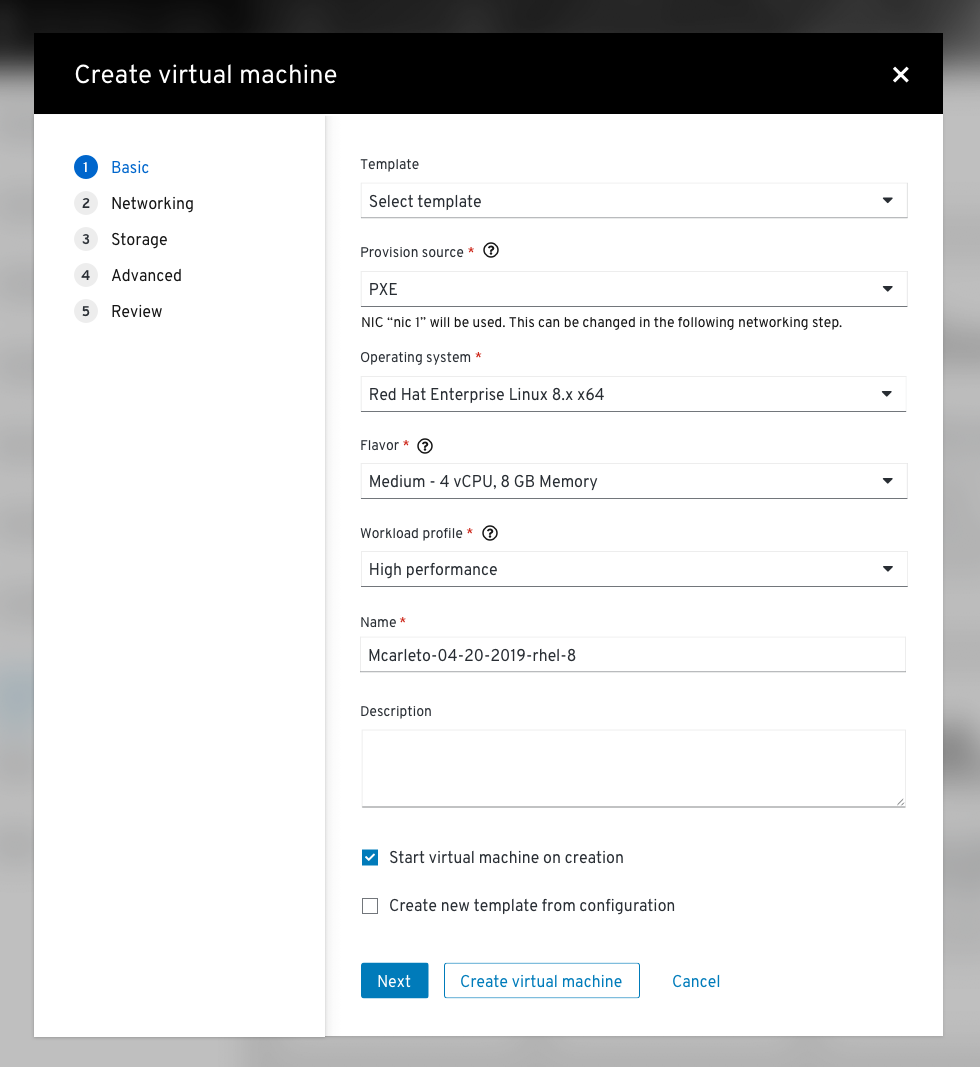 Create virtual machine
1 Basic
2 Networking
3 Storage
4 Advanced
5 Review
Template
Select template
Provision source *
PXE
NIC “nic 1” will be used. This can be changed in the following networking step.
Operating system *
Red Hat Enterprise Linux 8.x x64
Flavor *
Medium - 4 vCPU, 8 GB Memory
Workload profile *
High performance
Name *
Mcarleto-04-20-2019-rhel-8
Description
Start virtual machine on creation
Create new template from configuration
Next Create virtual machine Cancel